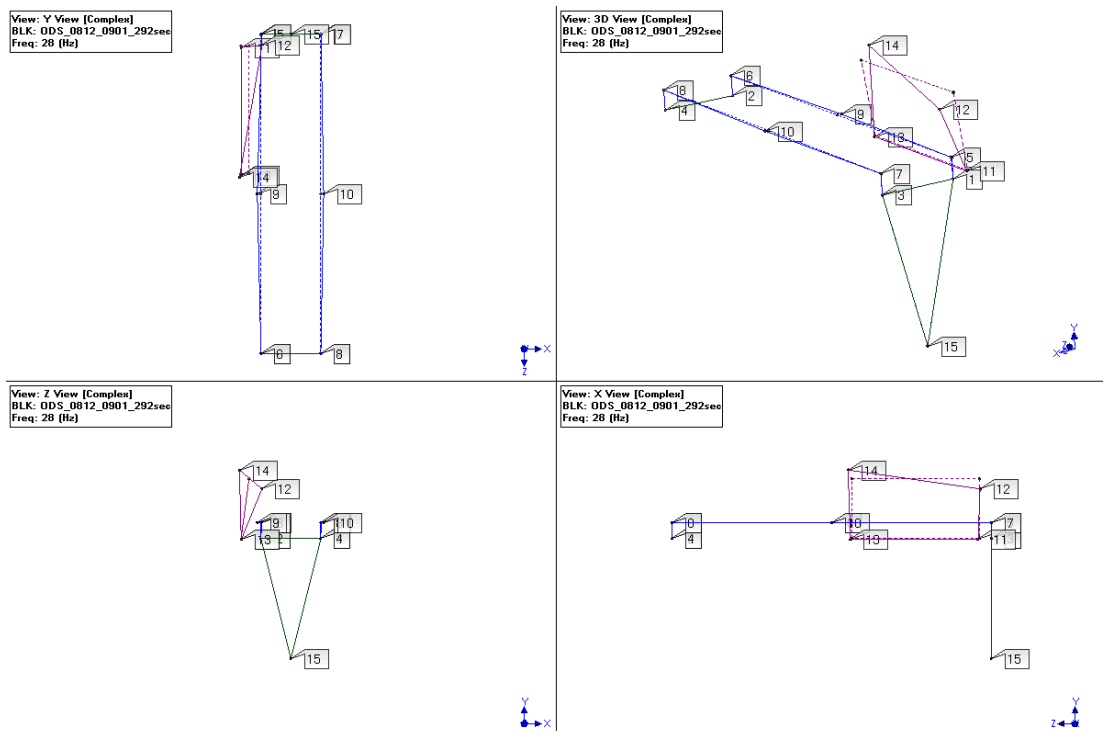 View: Y View [Complex]
BLK: ODS_0812_0901_292sec
Freq: 28 (Hz)
15
7
12
14
9
10
6
8
X
Z
View: 3D View [Complex]
BLK: ODS_0812_0901_292sec
Freq: 28 (Hz)
14
6
8
2
4
12
9
10
13
5
7
11
1
3
15
Y
Z
X
View: Z View [Complex]
BLK: ODS_0812_0901_292sec
Freq: 28 (Hz)
14
12
9
10
13
2
4
15
Y
X
View: X View [Complex]
BLK: ODS_0812_0901_292sec
Freq: 28 (Hz)
14
12
7
4
11
15
Y
Z